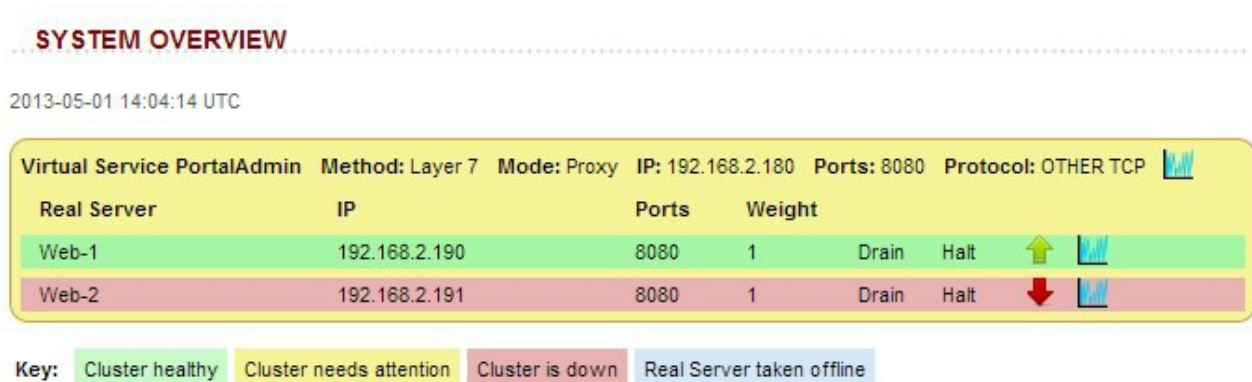 SYSTEM OVERVIEW
2013-05-01 14:04:14 UTC
Virtual Service PortalAdmin Method: Layer 7 Mode: Proxy IP: 192.168.2.180 Ports: 8080 Protocol: OTHER TCP
Real Server IP Ports Weight
Web-1 192.168.2.190 8080 1 Drain Halt
Web-2 192.168.2.191 8080 1 Drain Halt
Key: Cluster healthy Cluster needs attention Cluster is down Real Server taken offline